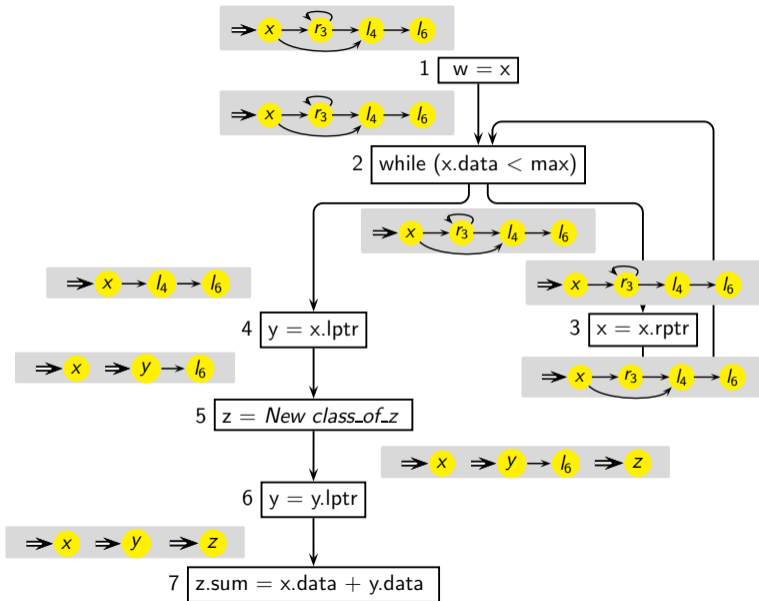 x r3 l4 l6
1 w = x
x r3 l4 l6
2 while (x.data < max)
x r3 l4 l6
x l4 l6
x r3 l4 l6
4 y = x.lptr
3 x = x.rptr
x y l6
x r3 l4 l6
5 z = New class_of_z
x y l6 z
6 y = y.lptr
x y z
7 z.sum = x.data + y.data